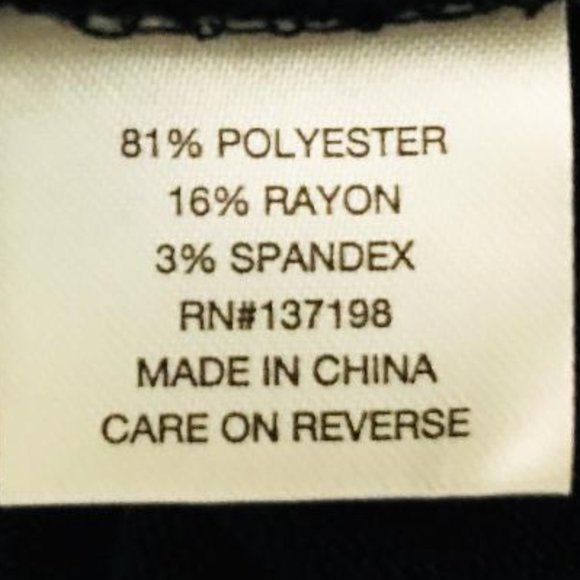 81% POLYESTER
16% RAYON
3% SPANDEX
RN#137198
MADE IN CHINA
CARE ON REVERSE